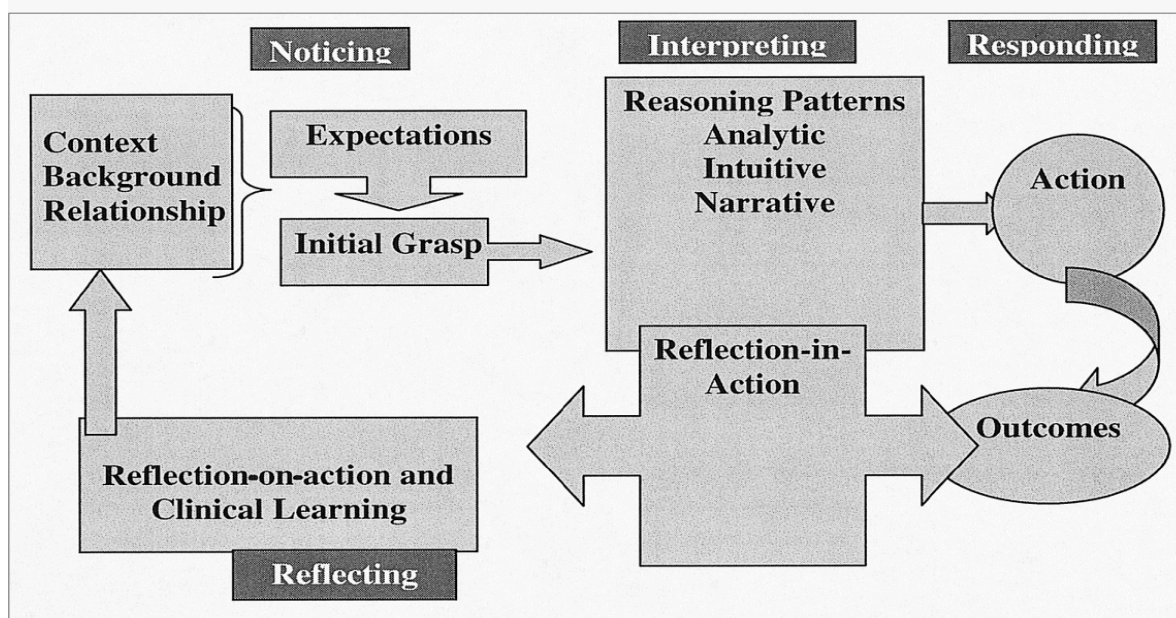 Noticing
Interpreting
Responding
Context
Background
Relationship
Expectations
Initial Grasp
Reasoning Patterns
Analytic
Intuitive
Narrative
Action
Reflection-in-
Action
Outcomes
Reflection-on-action and
Clinical Learning
Reflecting